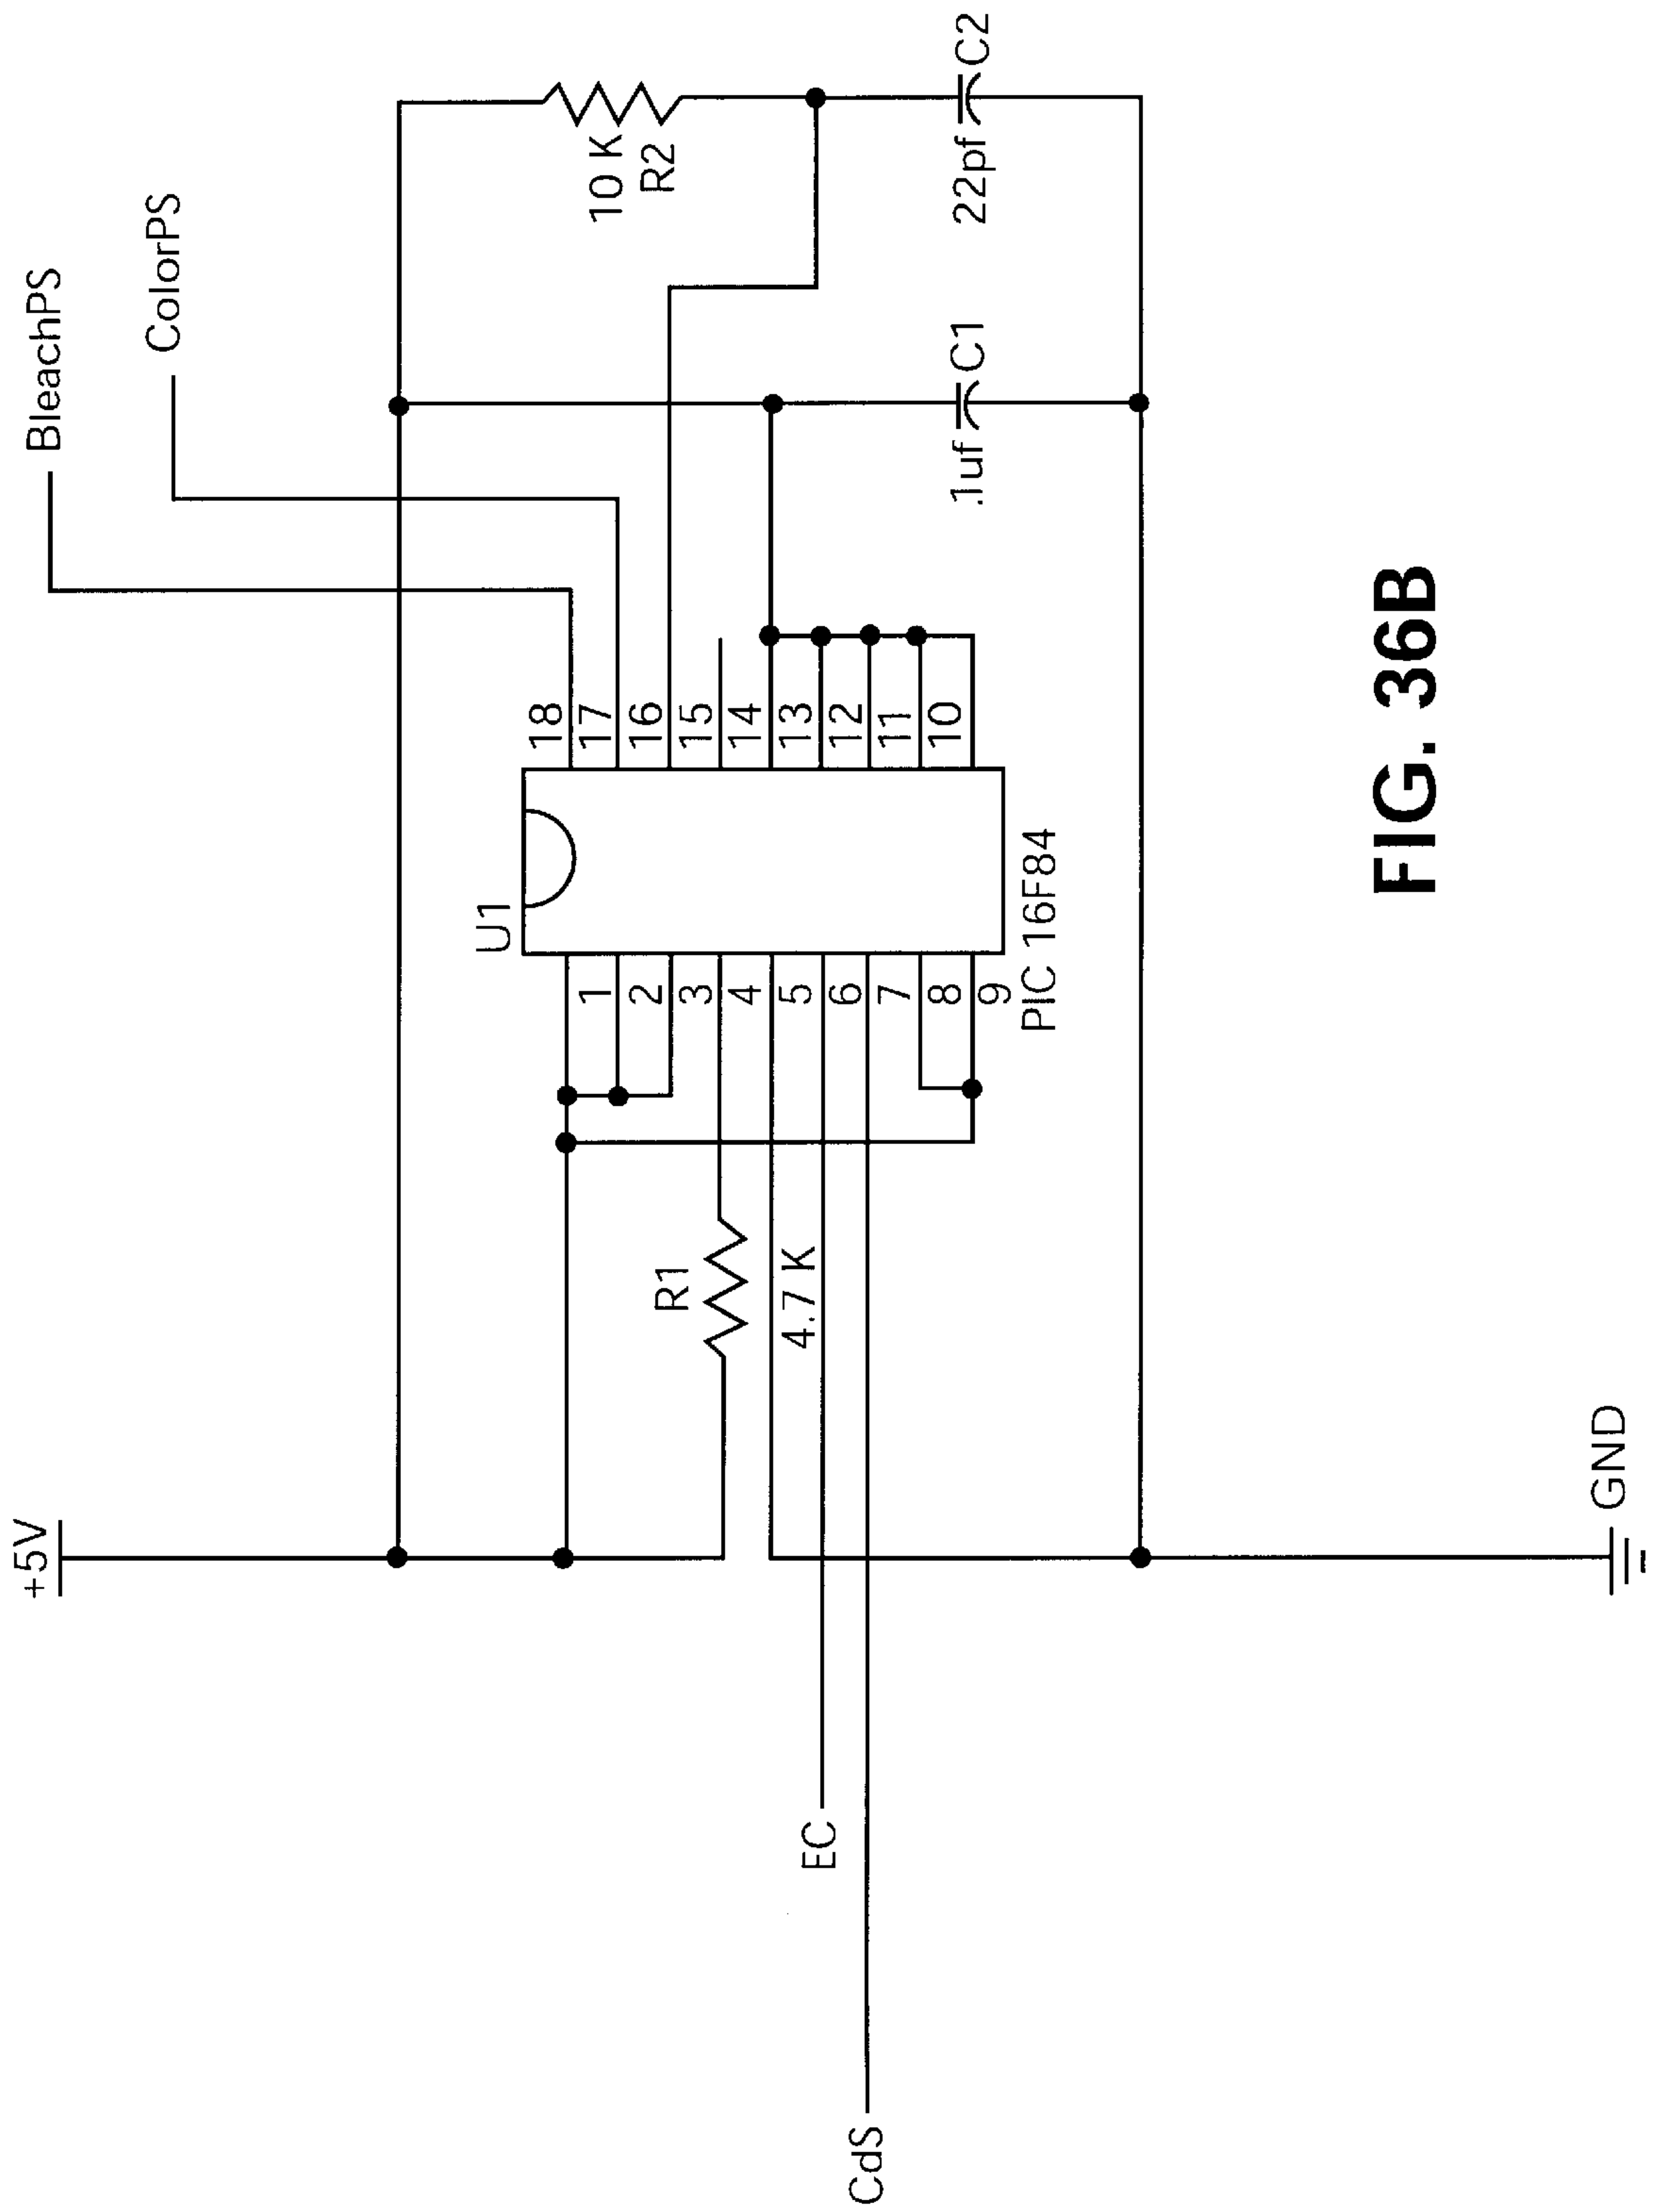 +5V
BleachPS
ColorPS
10 K
R2
U1
1
2
3
4
5
6
7
8
9
18
17
16
15
14
13
12
11
10
PIC 16F84
R1
4.7 K
.1uf
C1
22pf
C2
EC
CdS
GND
FIG. 36B